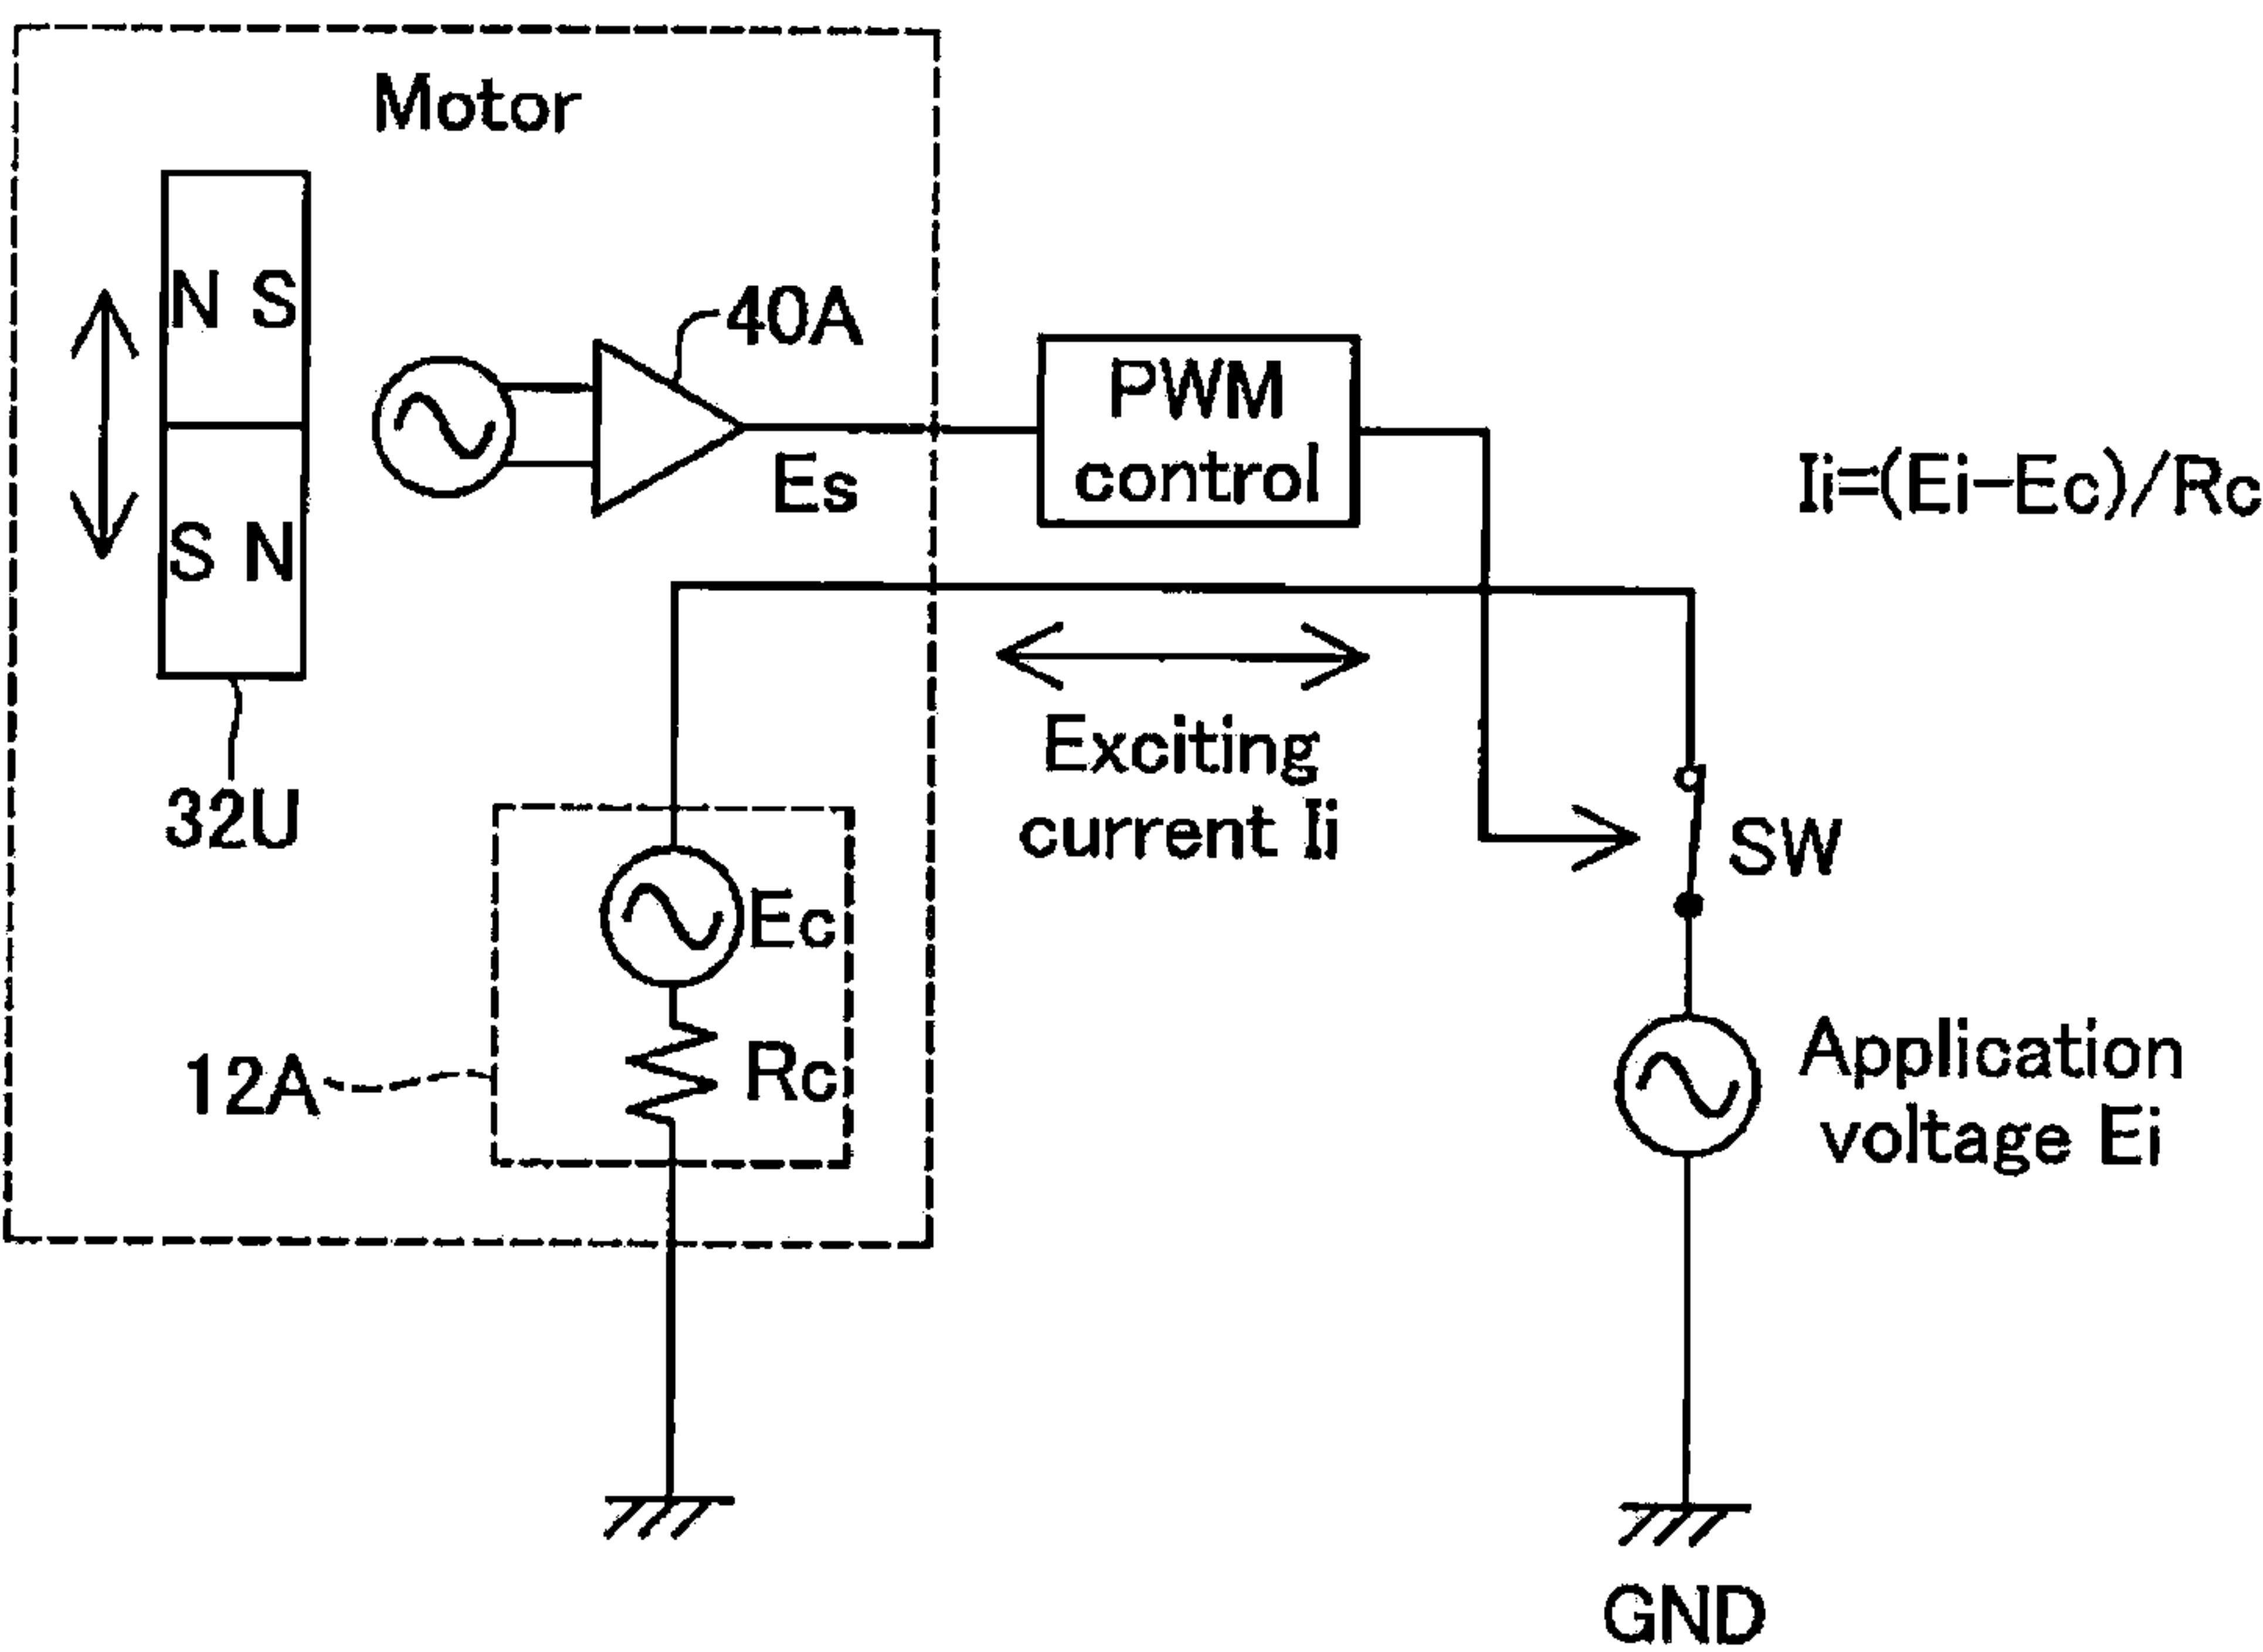 Motor
N S
S N
32U
40A
Es
PWM
control
Ii=(Ei-Ec)/Rc
Exciting
current Ii
SW
Ec
Rc
12A
Application
voltage Ei
GND